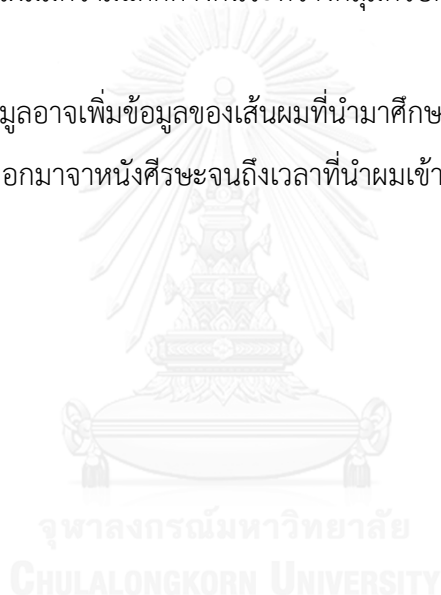 มูลอาจเพิ่มข้อมูลของเส้นผมที่นำมาศึกษ
อกมาจาหนังศีรษะจนถึงเวลาที่นำผมเข้า
จุฬาลงกรณ์มหาวิทยาลัย
CHULALONGKORN UNIVERSITY